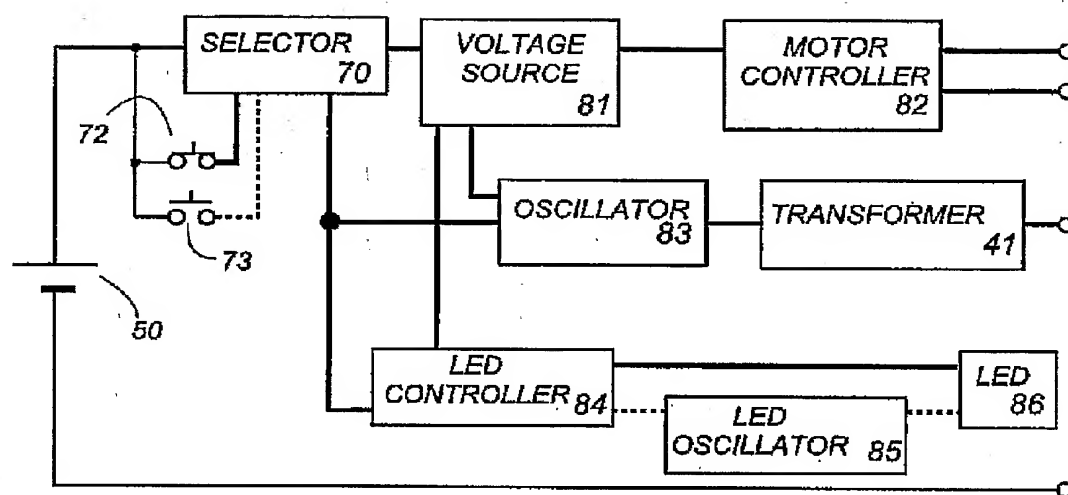 SELECTOR
70
VOLTAGE
SOURCE
81
MOTOR
CONTROLLER
82
72
73
50
OSCILLATOR
83
TRANSFORMER
41
LED
CONTROLLER
84
LED
OSCILLATOR
85
LED
86